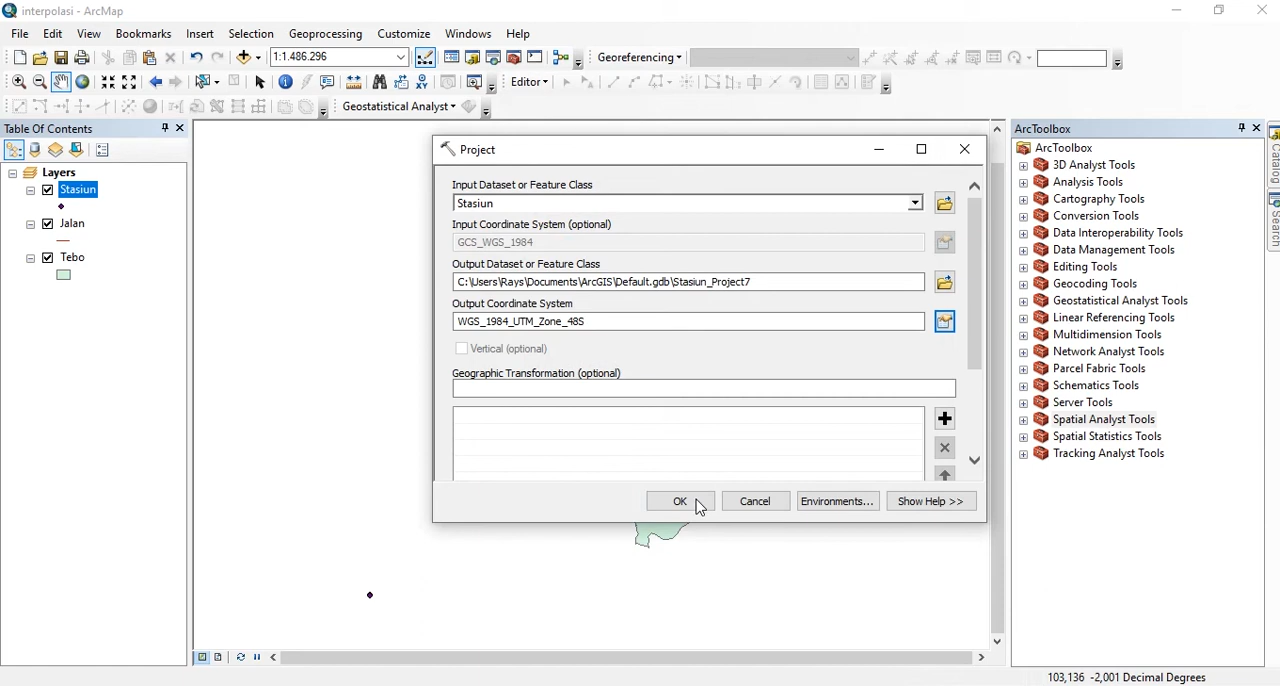 interpolasi - ArcMap
File Edit View Bookmarks Insert Selection Geoprocessing Customize Windows Help
1:1.486.296 Georeferencing
Editor
Geostatistical Analyst
Table Of Contents
Layers
Stasiun
Jalan
Tebo
Project
Input Dataset or Feature Class
Stasiun
Input Coordinate System (optional)
GCS_WGS_1984
Output Dataset or Feature Class
C:\Users\Rays\Documents\ArcGIS\Default.gdb\Stasiun_Project7
Output Coordinate System
WGS_1984_UTM_Zone_48S
Vertical (optional)
Geographic Transformation (optional)
OK Cancel Environments... Show Help >>
ArcToolbox
ArcToolbox
3D Analyst Tools
Analysis Tools
Cartography Tools
Conversion Tools
Data Interoperability Tools
Data Management Tools
Editing Tools
Geocoding Tools
Geostatistical Analyst Tools
Linear Referencing Tools
Multidimension Tools
Network Analyst Tools
Parcel Fabric Tools
Schematics Tools
Server Tools
Spatial Analyst Tools
Spatial Statistics Tools
Tracking Analyst Tools
Catalog
Search
103,136 -2,001 Decimal Degrees